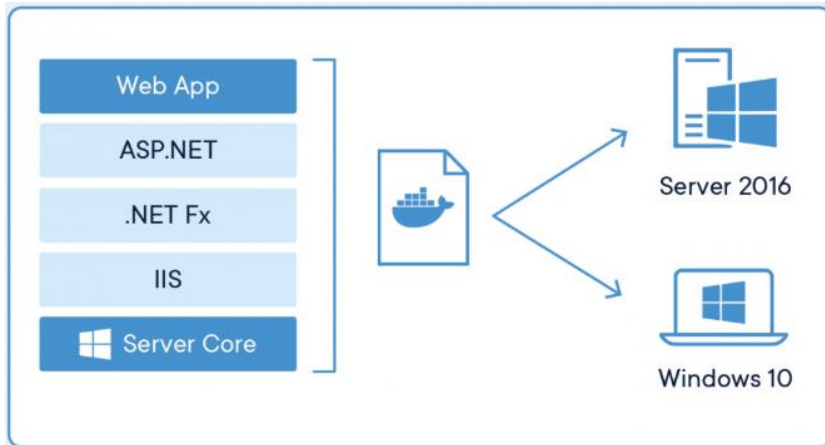 Web App
ASP.NET
.NET Fx
IIS
Server Core
Server 2016
Windows 10